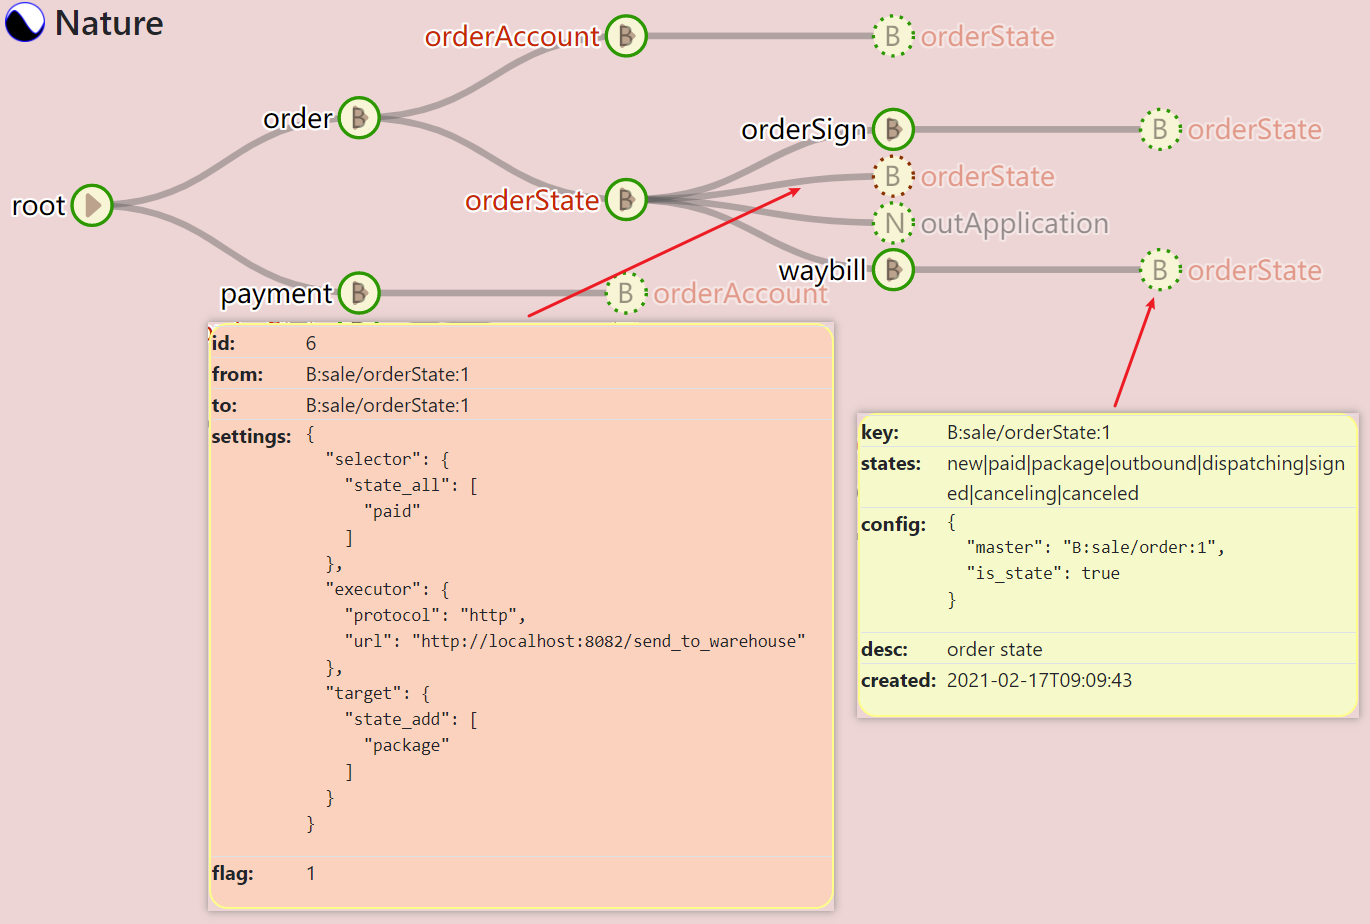 Nature
orderAccount B B orderState
order B
orderSign B B orderState
B orderState
root
orderState B
N outApplication
waybill B B orderState
payment B B orderAccount
id: 6
from: B:sale/orderState:1
to: B:sale/orderState:1
settings: {
"selector": {
"state_all": [
"paid"
]
},
"executor": {
"protocol": "http",
"url": "http://localhost:8082/send_to_warehouse"
},
"target": {
"state_add": [
"package"
]
}
}
flag: 1
key: B:sale/orderState:1
states: new|paid|package|outbound|dispatching|sign
ed|canceling|canceled
config: {
"master": "B:sale/order:1",
"is_state": true
}
desc: order state
created: 2021-02-17T09:09:43